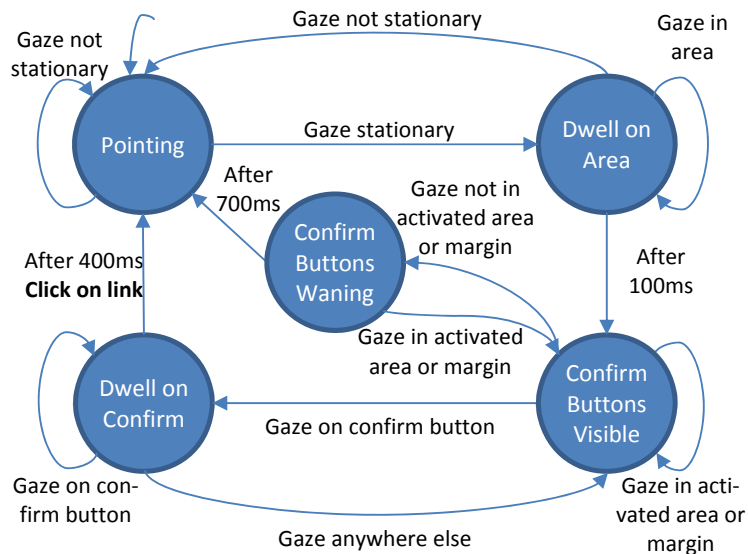 Gaze not stationary
Gaze not
stationary
Gaze in
area
Pointing
Gaze stationary
Dwell on
Area
After
700ms
Gaze not in
activated area
or margin
Confirm
Buttons
Waning
After 400ms
Click on link
After
100ms
Gaze in activated
area or margin
Dwell on
Confirm
Confirm
Buttons
Visible
Gaze on confirm button
Gaze on con-
firm button
Gaze in acti-
vated area or
margin
Gaze anywhere else